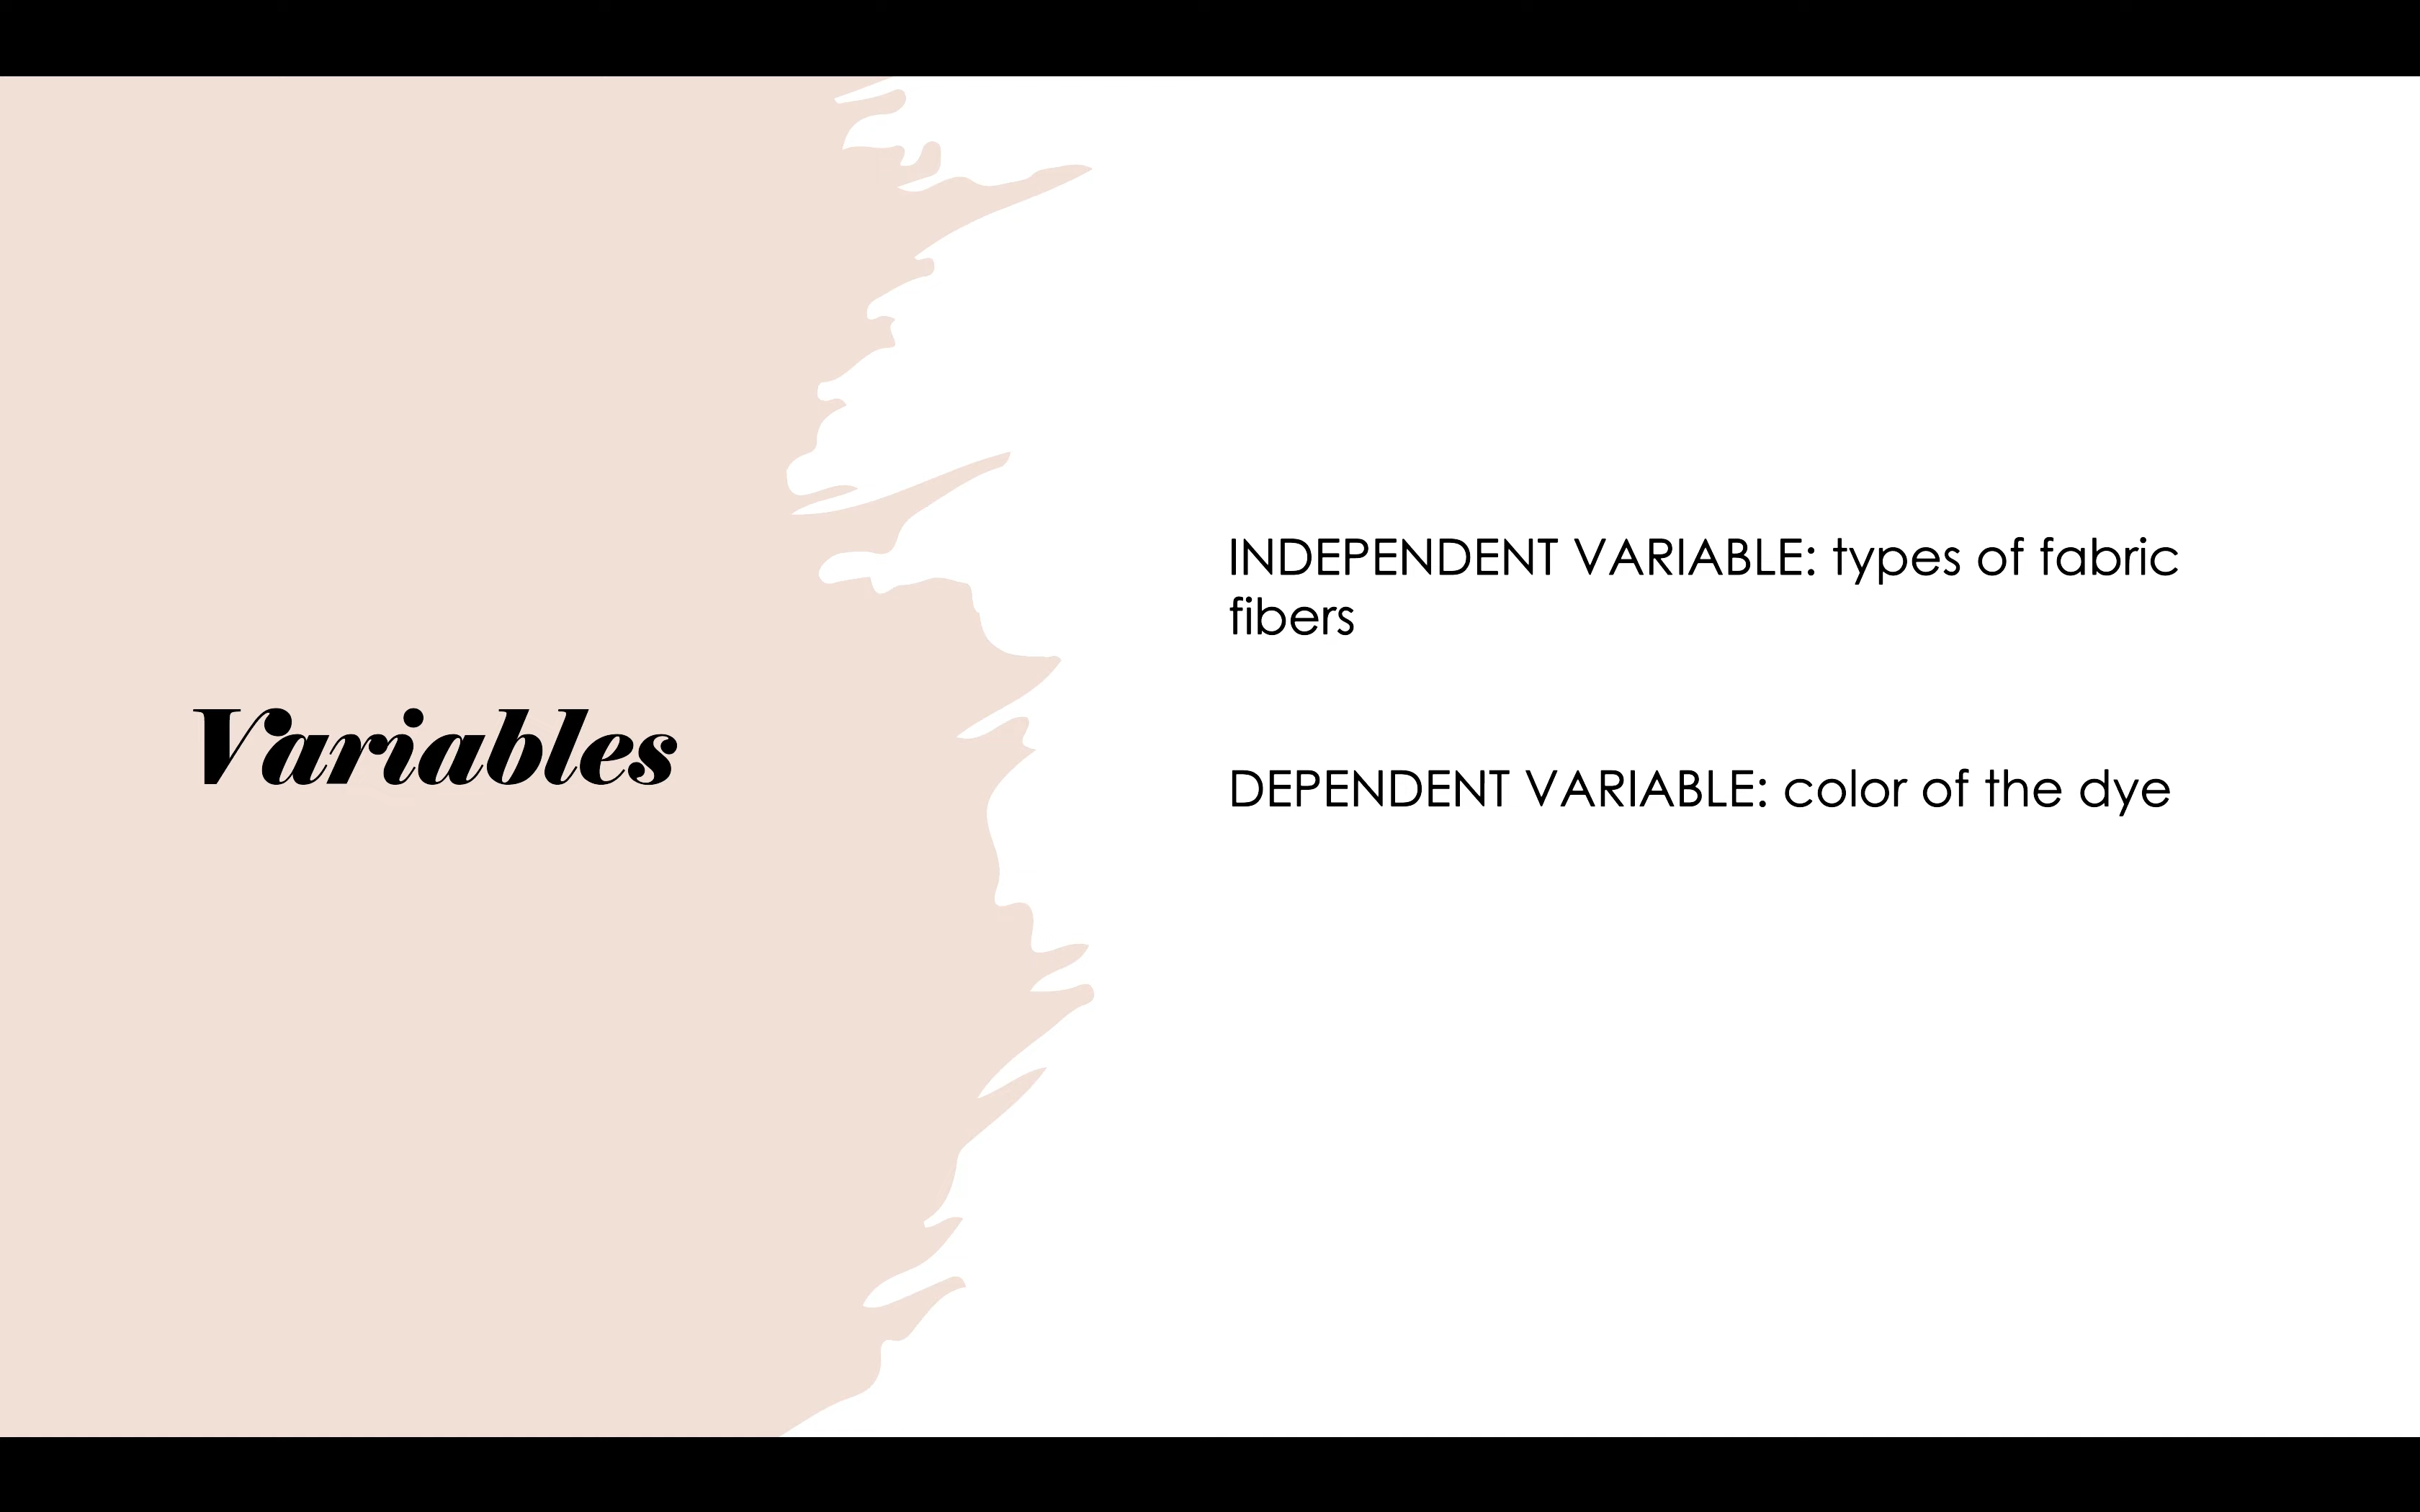 Variables
INDEPENDENT VARIABLE: types of fabric
fibers
DEPENDENT VARIABLE: color of the dye